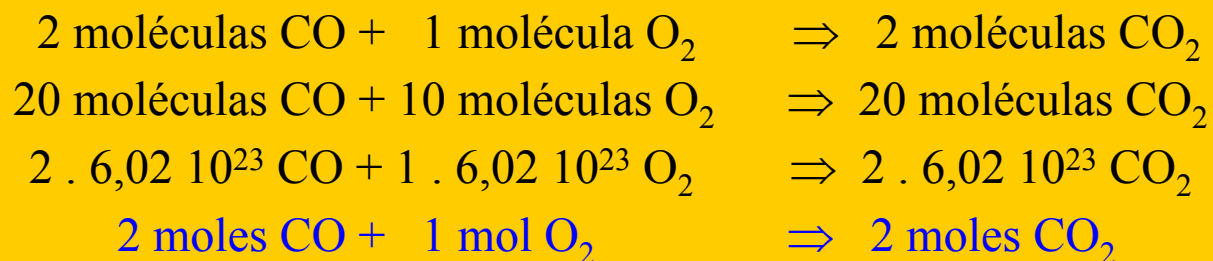 2 moléculas CO + 1 molécula O₂ ⇒ 2 moléculas CO₂
20 moléculas CO + 10 moléculas O₂ ⇒ 20 moléculas CO₂
2 . 6,02 10²³ CO + 1 . 6,02 10²³ O₂ ⇒ 2 . 6,02 10²³ CO₂
2 moles CO + 1 mol O₂ ⇒ 2 moles CO₂